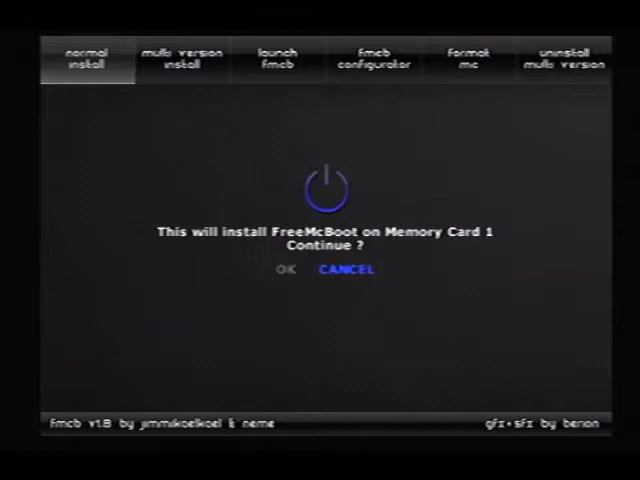 normal install
multi version install
launch fmcb
fmcb configurator
format mc
uninstall multi version
This will install FreeMcBoot on Memory Card 1
Continue ?
OK CANCEL
fmcb v1.8 by jimmikaelkael & neme
gfx+sfx by berion